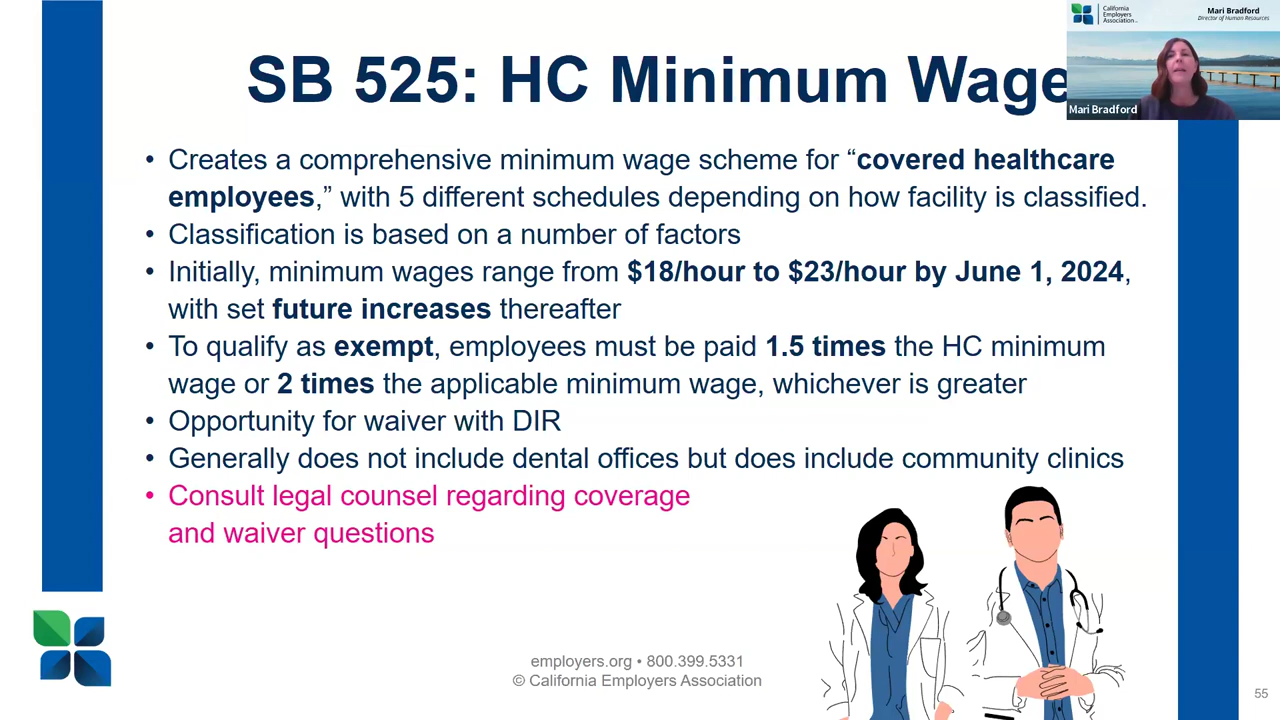 California
Employers
Association
Mari Bradford
Director of Human Resources
Mari Bradford
SB 525: HC Minimum Wage
• Creates a comprehensive minimum wage scheme for “covered healthcare
employees,” with 5 different schedules depending on how facility is classified.
• Classification is based on a number of factors
• Initially, minimum wages range from $18/hour to $23/hour by June 1, 2024,
with set future increases thereafter
• To qualify as exempt, employees must be paid 1.5 times the HC minimum
wage or 2 times the applicable minimum wage, whichever is greater
• Opportunity for waiver with DIR
• Generally does not include dental offices but does include community clinics
• Consult legal counsel regarding coverage
and waiver questions
employers.org • 800.399.5331
© California Employers Association
55